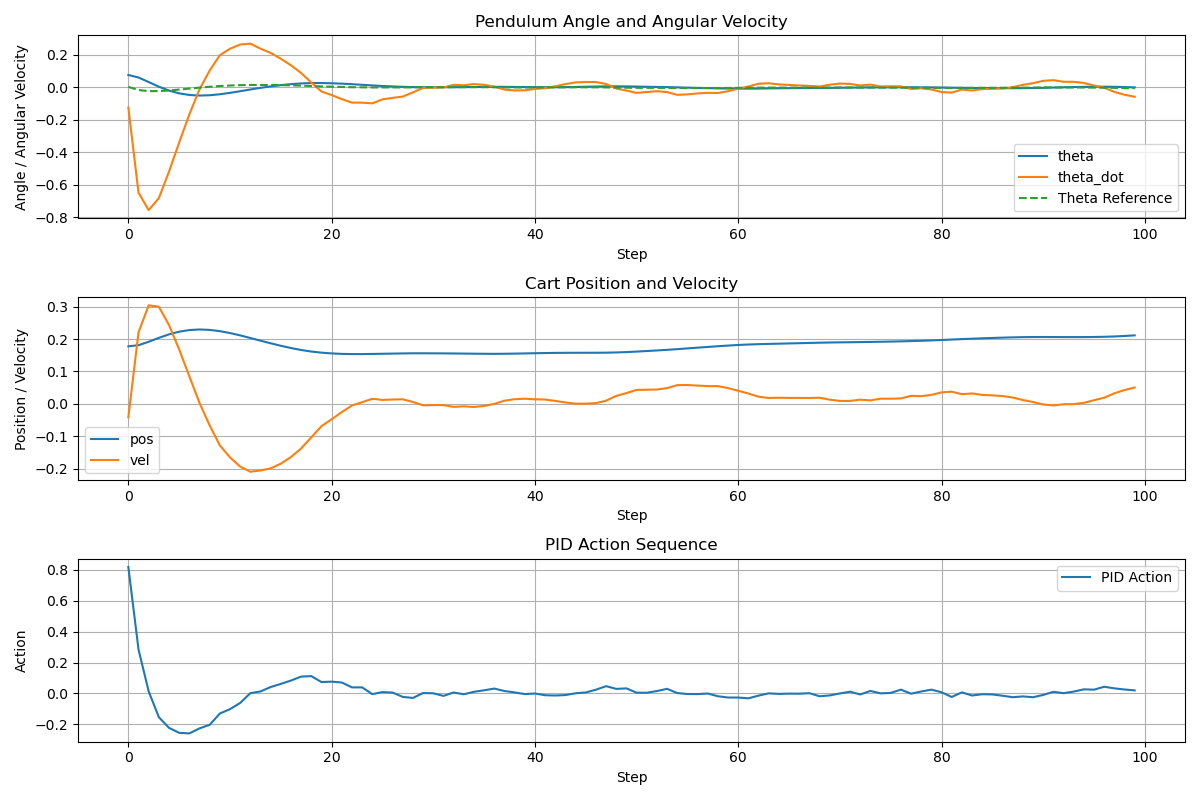 Pendulum Angle and Angular Velocity
Angle / Angular Velocity
0.2
0.0
−0.2
−0.4
−0.6
−0.8
theta
theta_dot
Theta Reference
0 20 40 60 80 100
Step
Cart Position and Velocity
Position / Velocity
0.3
0.2
0.1
0.0
−0.1
−0.2
pos
vel
0 20 40 60 80 100
Step
PID Action Sequence
Action
0.8
0.6
0.4
0.2
0.0
−0.2
PID Action
0 20 40 60 80 100
Step